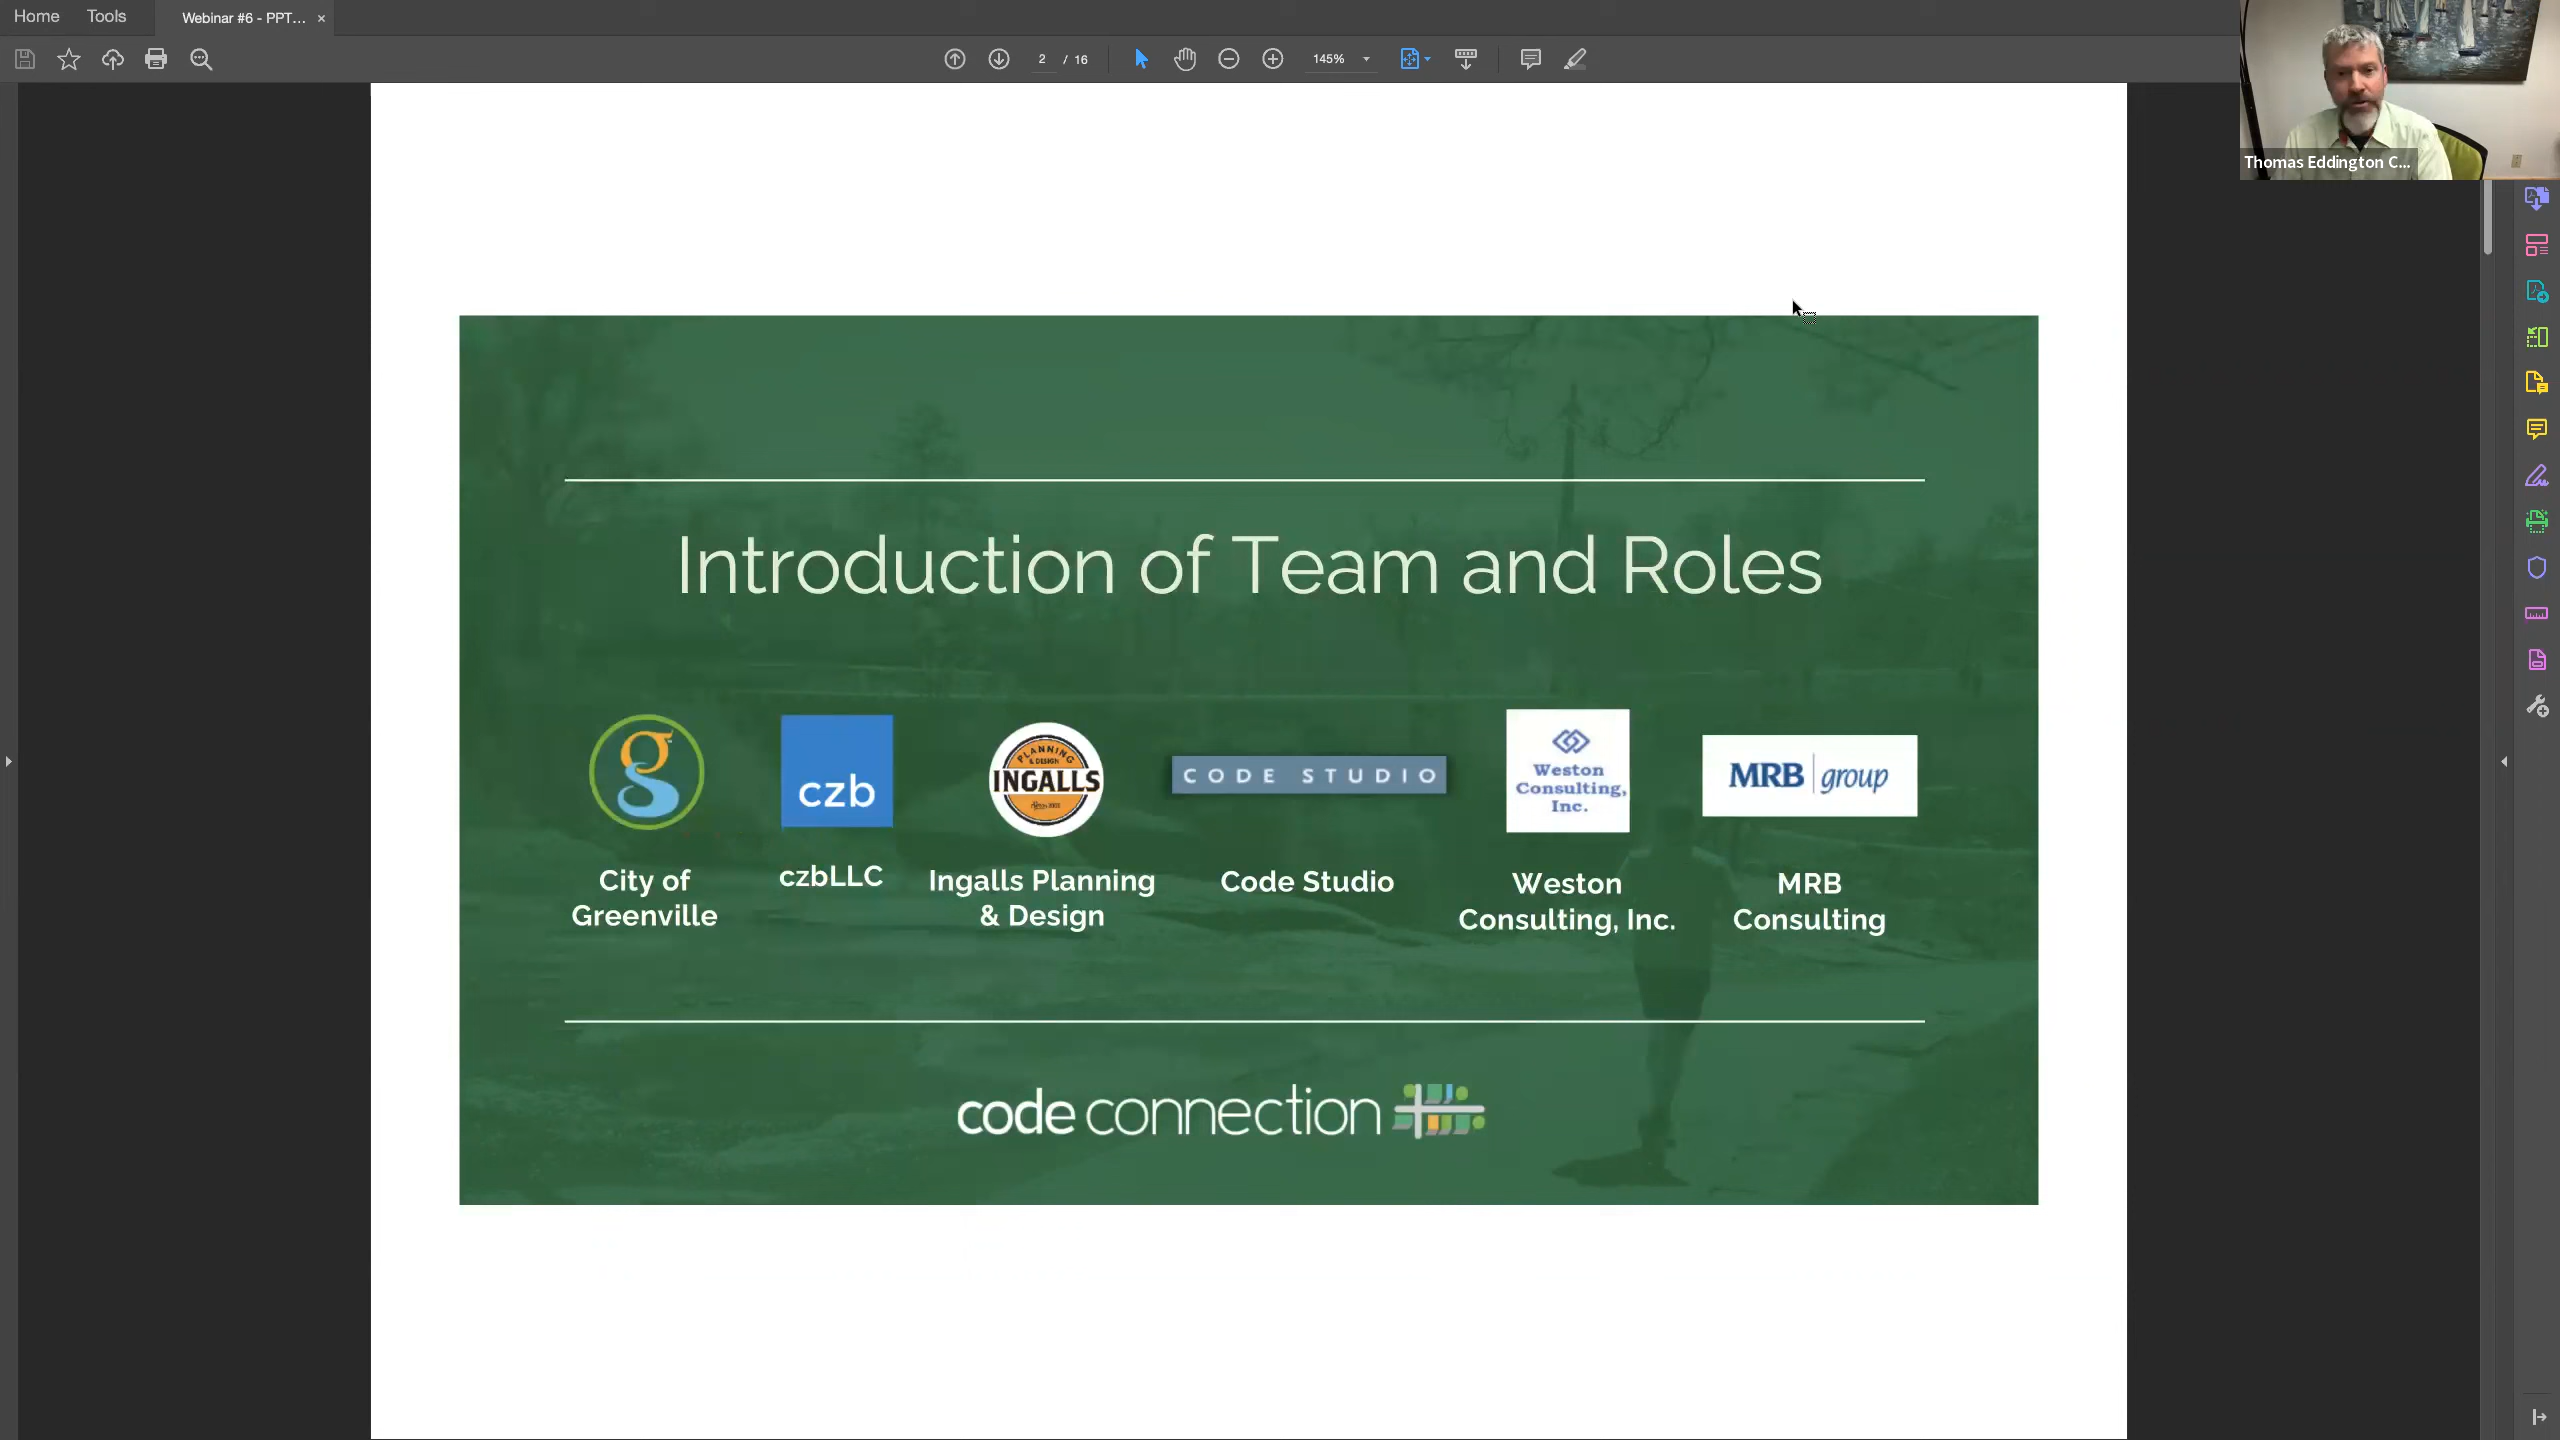 Home
Tools
Webinar #6 - PPT...
2 / 16
145%
Thomas Eddington C...
Introduction of Team and Roles
g
czb
PLANNING
& DESIGN
INGALLS
CODE STUDIO
Weston
Consulting,
Inc.
MRB group
City of
Greenville
czbLLC
Ingalls Planning
& Design
Code Studio
Weston
Consulting, Inc.
MRB
Consulting
code connection